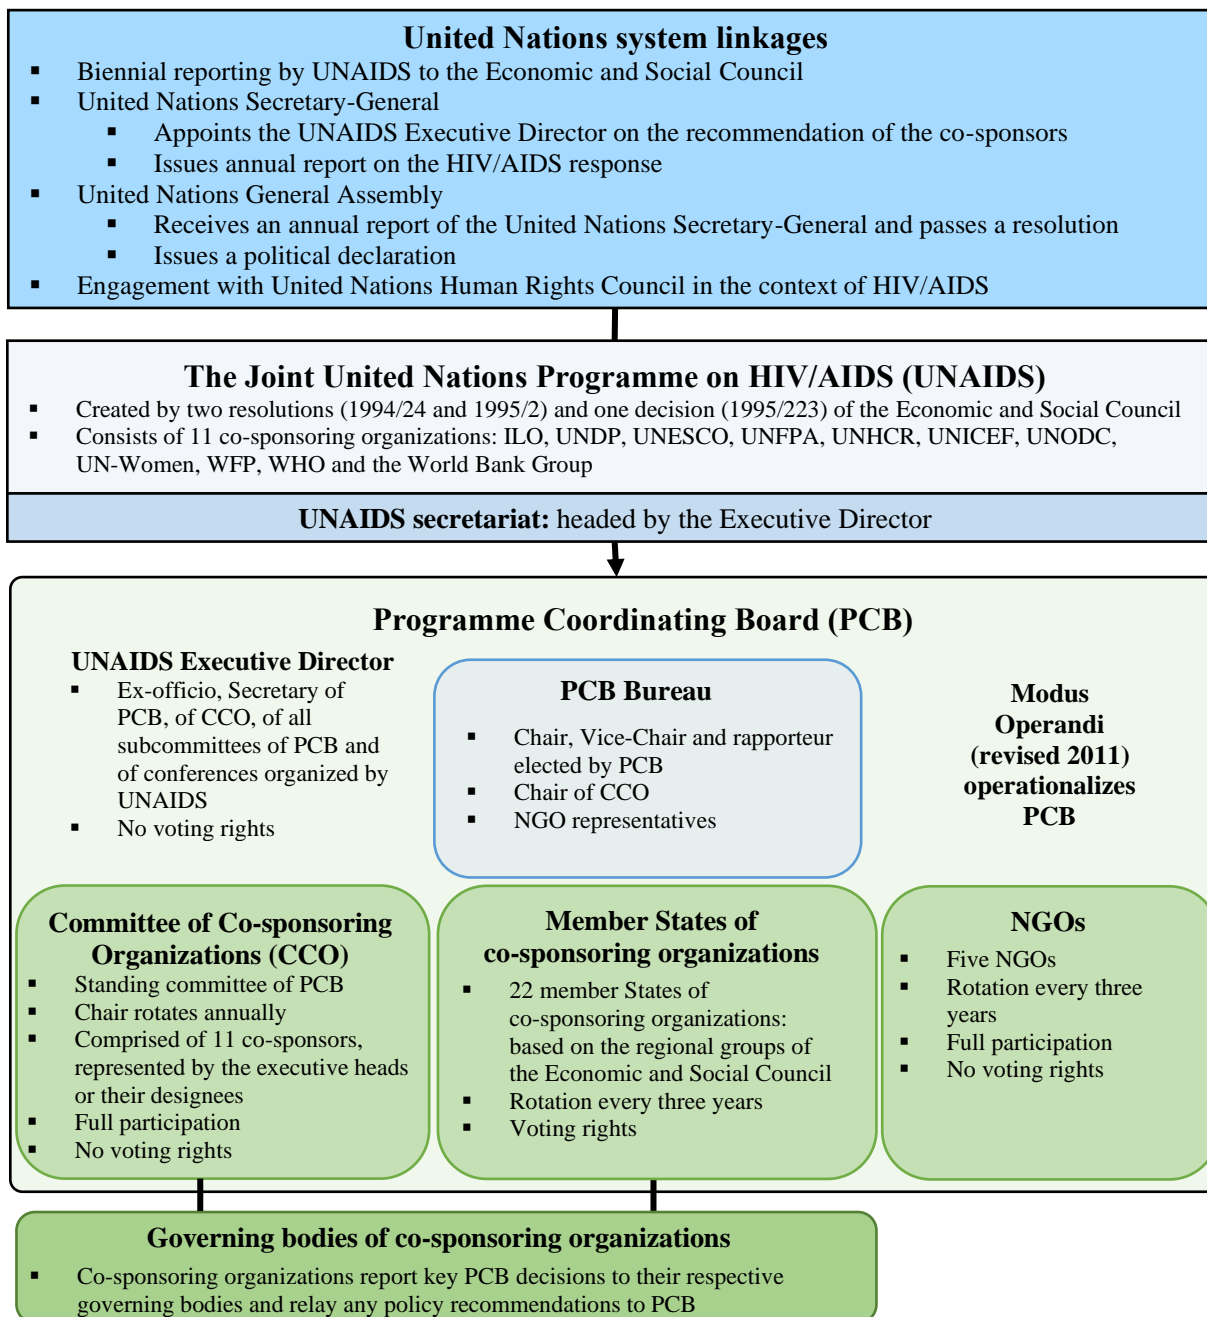 United Nations system linkages
▪ Biennial reporting by UNAIDS to the Economic and Social Council
▪ United Nations Secretary-General
▪ Appoints the UNAIDS Executive Director on the recommendation of the co-sponsors
▪ Issues annual report on the HIV/AIDS response
▪ United Nations General Assembly
▪ Receives an annual report of the United Nations Secretary-General and passes a resolution
▪ Issues a political declaration
▪ Engagement with United Nations Human Rights Council in the context of HIV/AIDS
The Joint United Nations Programme on HIV/AIDS (UNAIDS)
▪ Created by two resolutions (1994/24 and 1995/2) and one decision (1995/223) of the Economic and Social Council
▪ Consists of 11 co-sponsoring organizations: ILO, UNDP, UNESCO, UNFPA, UNHCR, UNICEF, UNODC,
UN-Women, WFP, WHO and the World Bank Group
UNAIDS secretariat: headed by the Executive Director
Programme Coordinating Board (PCB)
UNAIDS Executive Director
▪ Ex-officio, Secretary of
PCB, of CCO, of all
subcommittees of PCB and
of conferences organized by
UNAIDS
▪ No voting rights
PCB Bureau
▪ Chair, Vice-Chair and rapporteur
elected by PCB
▪ Chair of CCO
▪ NGO representatives
Modus
Operandi
(revised 2011)
operationalizes
PCB
Committee of Co-sponsoring
Organizations (CCO)
▪ Standing committee of PCB
▪ Chair rotates annually
▪ Comprised of 11 co-sponsors,
represented by the executive heads
or their designees
▪ Full participation
▪ No voting rights
Member States of
co-sponsoring organizations
▪ 22 member States of
co-sponsoring organizations:
based on the regional groups of
the Economic and Social Council
▪ Rotation every three years
▪ Voting rights
NGOs
▪ Five NGOs
▪ Rotation every three
years
▪ Full participation
▪ No voting rights
Governing bodies of co-sponsoring organizations
▪ Co-sponsoring organizations report key PCB decisions to their respective
governing bodies and relay any policy recommendations to PCB